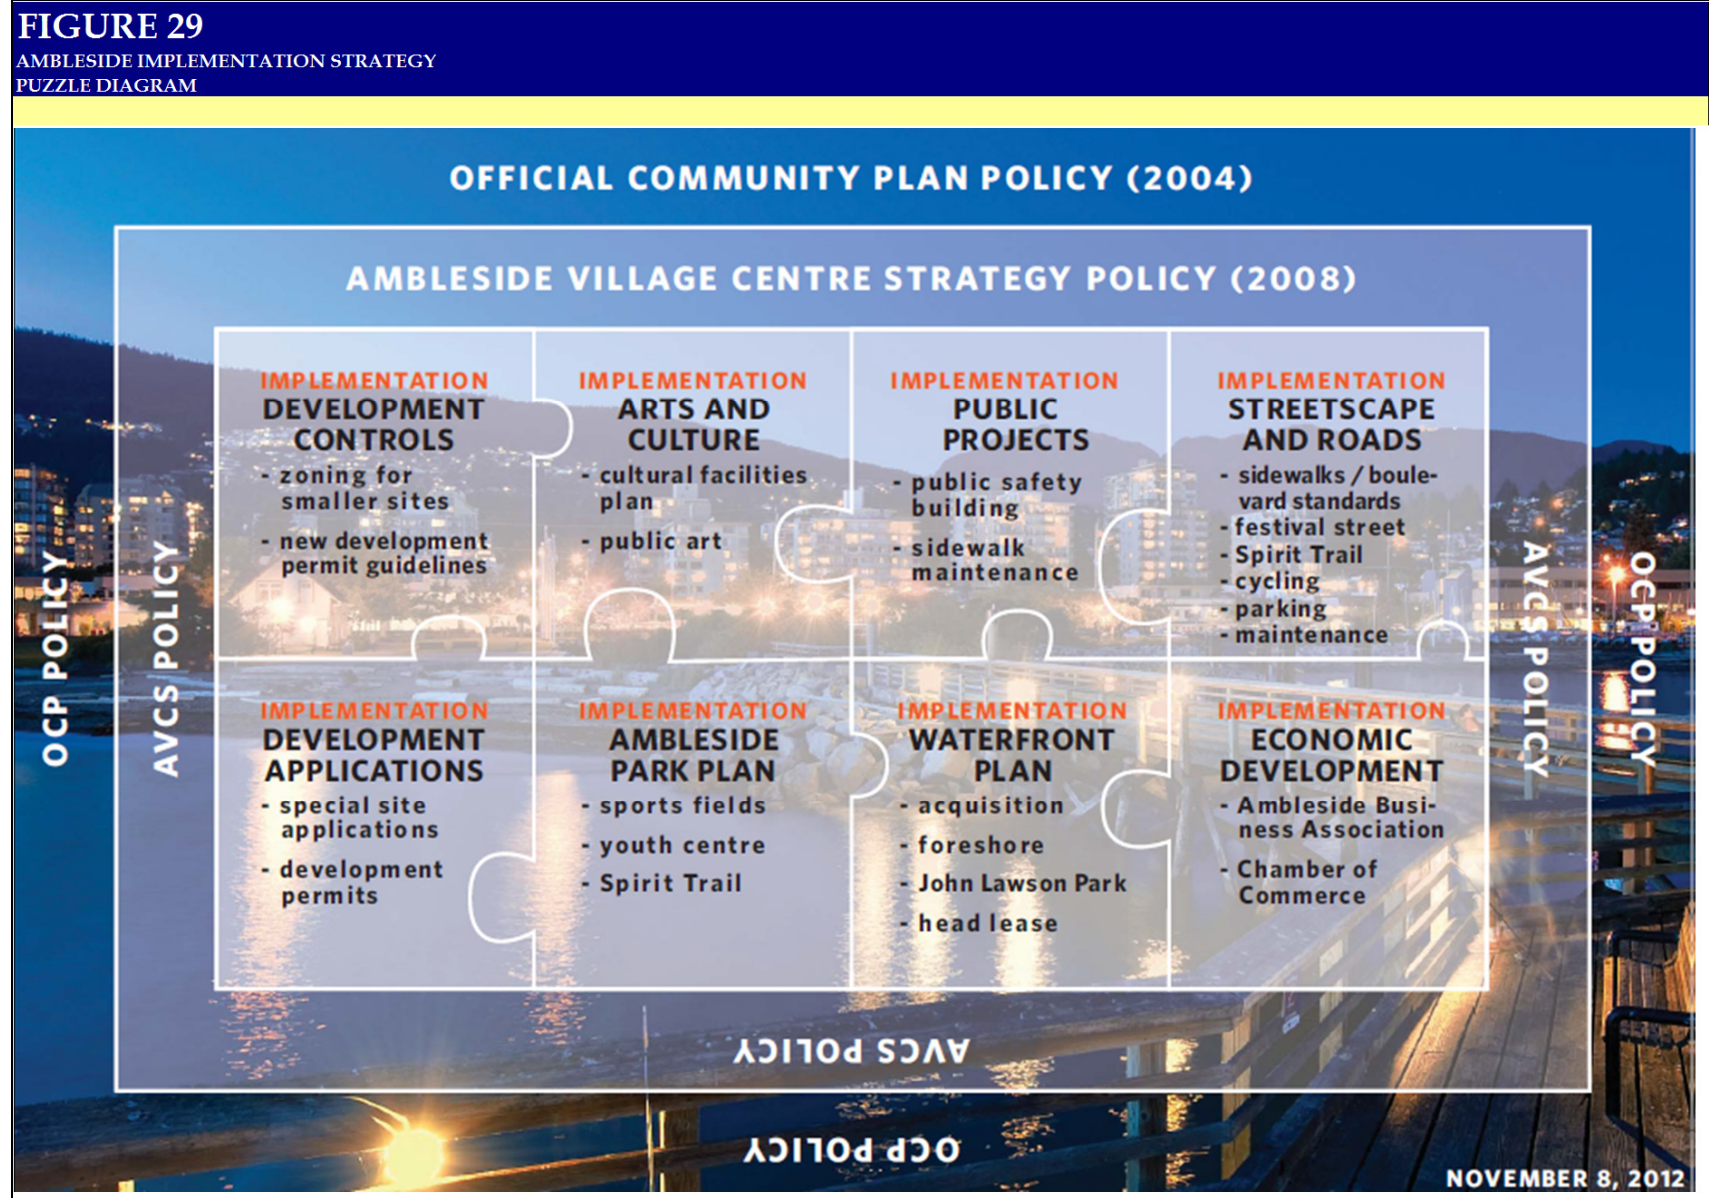 FIGURE 29
AMBLESIDE IMPLEMENTATION STRATEGY
PUZZLE DIAGRAM
OFFICIAL COMMUNITY PLAN POLICY (2004)
AMBLESIDE VILLAGE CENTRE STRATEGY POLICY (2008)
OCP POLICY
AVCS POLICY
IMPLEMENTATION
DEVELOPMENT
CONTROLS
- zoning for
smaller sites
- new development
permit guidelines
IMPLEMENTATION
ARTS AND
CULTURE
- cultural facilities
plan
- public art
IMPLEMENTATION
PUBLIC
PROJECTS
- public safety
building
- sidewalk
maintenance
IMPLEMENTATION
STREETSCAPE
AND ROADS
- sidewalks / boule-
vard standards
- festival street
- Spirit Trail
- cycling
- parking
- maintenance
IMPLEMENTATION
DEVELOPMENT
APPLICATIONS
- special site
applications
- development
permits
IMPLEMENTATION
AMBLESIDE
PARK PLAN
- sports fields
- youth centre
- Spirit Trail
IMPLEMENTATION
WATERFRONT
PLAN
- acquisition
- foreshore
- John Lawson Park
- head lease
IMPLEMENTATION
ECONOMIC
DEVELOPMENT
- Ambleside Busi-
ness Association
- Chamber of
Commerce
AVCS POLICY
OCP POLICY
AVCS POLICY
OCP POLICY
NOVEMBER 8, 2012